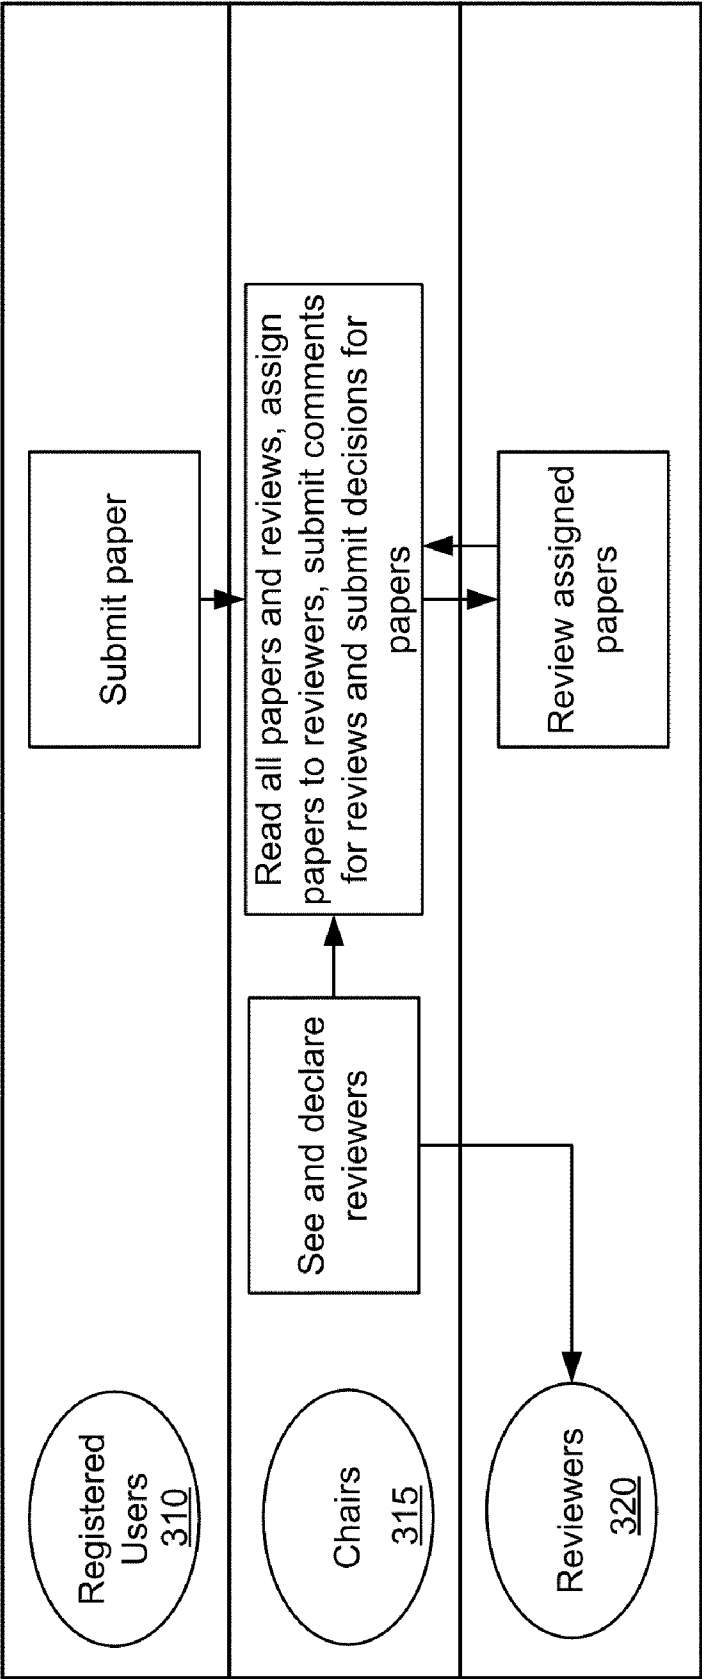 Registered
Users
310
Submit paper
Chairs
315
See and declare
reviewers
Read all papers and reviews, assign
papers to reviewers, submit comments
for reviews and submit decisions for
papers
Reviewers
320
Review assigned
papers